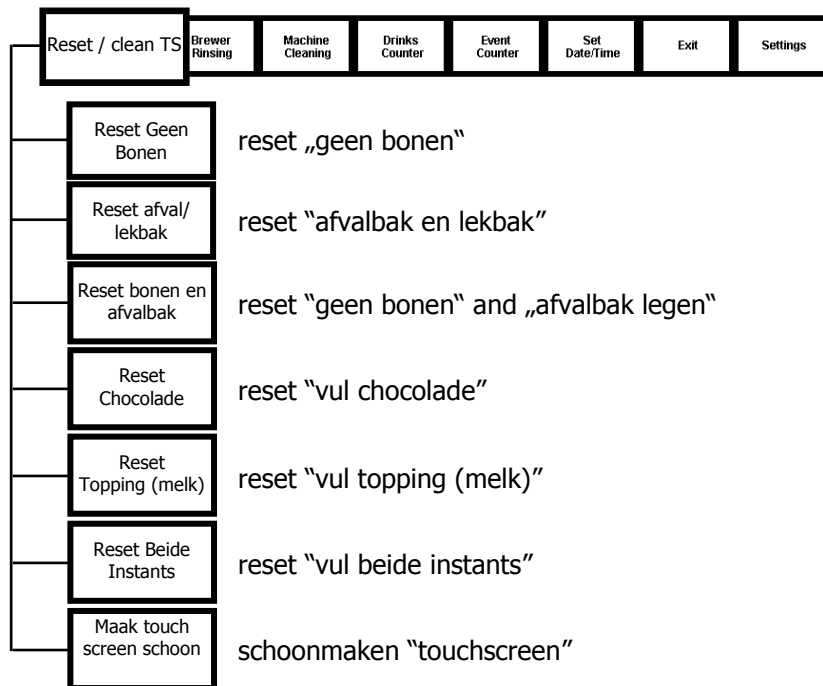 Reset / clean TS
Brewer
Rinsing
Machine
Cleaning
Drinks
Counter
Event
Counter
Set
Date/Time
Exit
Settings
Reset Geen
Bonen
reset „geen bonen“
Reset afval/
lekbak
reset “afvalbak en lekbak”
Reset bonen en
afvalbak
reset “geen bonen“ and „afvalbak legen“
Reset
Chocolade
reset “vul chocolade”
Reset
Topping (melk)
reset “vul topping (melk)”
Reset Beide
Instants
reset “vul beide instants”
Maak touch
screen schoon
schoonmaken “touchscreen”